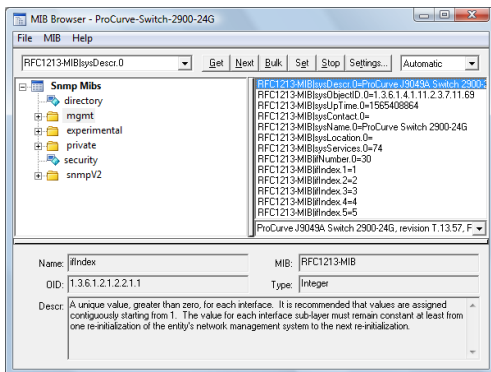 MIB Browser - ProCurve-Switch-2900-24G
File MIB Help
RFC1213-MIB|sysDescr.0
Get Next Bulk Set Stop Settings... Automatic
Snmp Mibs
directory
mgmt
experimental
private
security
snmpV2
RFC1213-MIB|sysDescr.0=ProCurve J9049A Switch 2900-2
RFC1213-MIB|sysObjectID.0=1.3.6.1.4.1.11.2.3.7.11.69
RFC1213-MIB|sysUpTime.0=1565408864
RFC1213-MIB|sysContact.0=
RFC1213-MIB|sysName.0=ProCurve Switch 2900-24G
RFC1213-MIB|sysLocation.0=
RFC1213-MIB|sysServices.0=74
RFC1213-MIB|ifNumber.0=30
RFC1213-MIB|ifIndex.1=1
RFC1213-MIB|ifIndex.2=2
RFC1213-MIB|ifIndex.3=3
RFC1213-MIB|ifIndex.4=4
RFC1213-MIB|ifIndex.5=5
ProCurve J9049A Switch 2900-24G, revision T.13.57, F
Name: ifIndex
MIB: RFC1213-MIB
OID: 1.3.6.1.2.1.2.2.1.1
Type: Integer
Descr: A unique value, greater than zero, for each interface. It is recommended that values are assigned
contiguously starting from 1. The value for each interface sub-layer must remain constant at least from
one re-initialization of the entity's network management system to the next re-initialization.